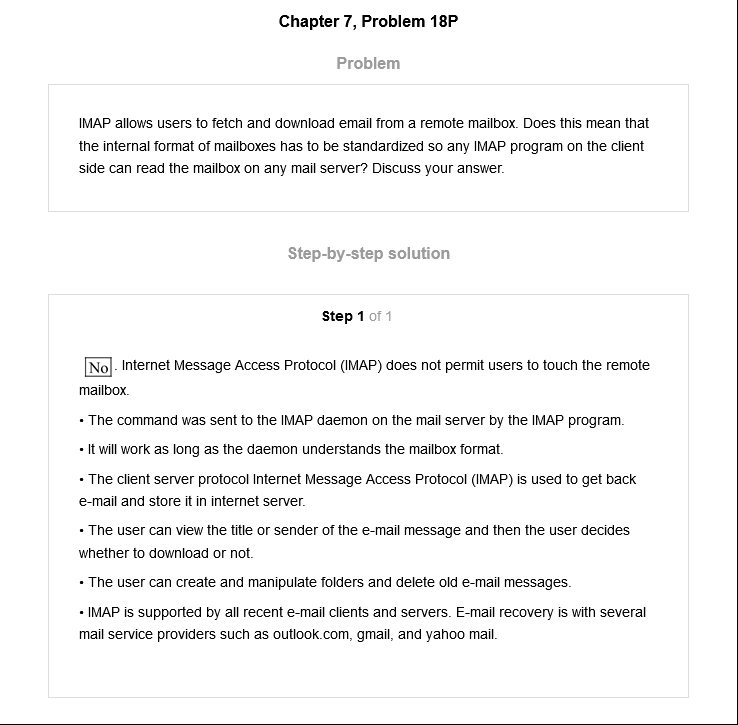 Chapter 7, Problem 18P
Problem
IMAP allows users to fetch and download email from a remote mailbox. Does this mean that
the internal format of mailboxes has to be standardized so any IMAP program on the client
side can read the mailbox on any mail server? Discuss your answer.
Step-by-step solution
Step 1 of 1
No . Internet Message Access Protocol (IMAP) does not permit users to touch the remote
mailbox.
• The command was sent to the IMAP daemon on the mail server by the IMAP program.
• It will work as long as the daemon understands the mailbox format.
• The client server protocol Internet Message Access Protocol (IMAP) is used to get back
e-mail and store it in internet server.
• The user can view the title or sender of the e-mail message and then the user decides
whether to download or not.
• The user can create and manipulate folders and delete old e-mail messages.
• IMAP is supported by all recent e-mail clients and servers. E-mail recovery is with several
mail service providers such as outlook.com, gmail, and yahoo mail.